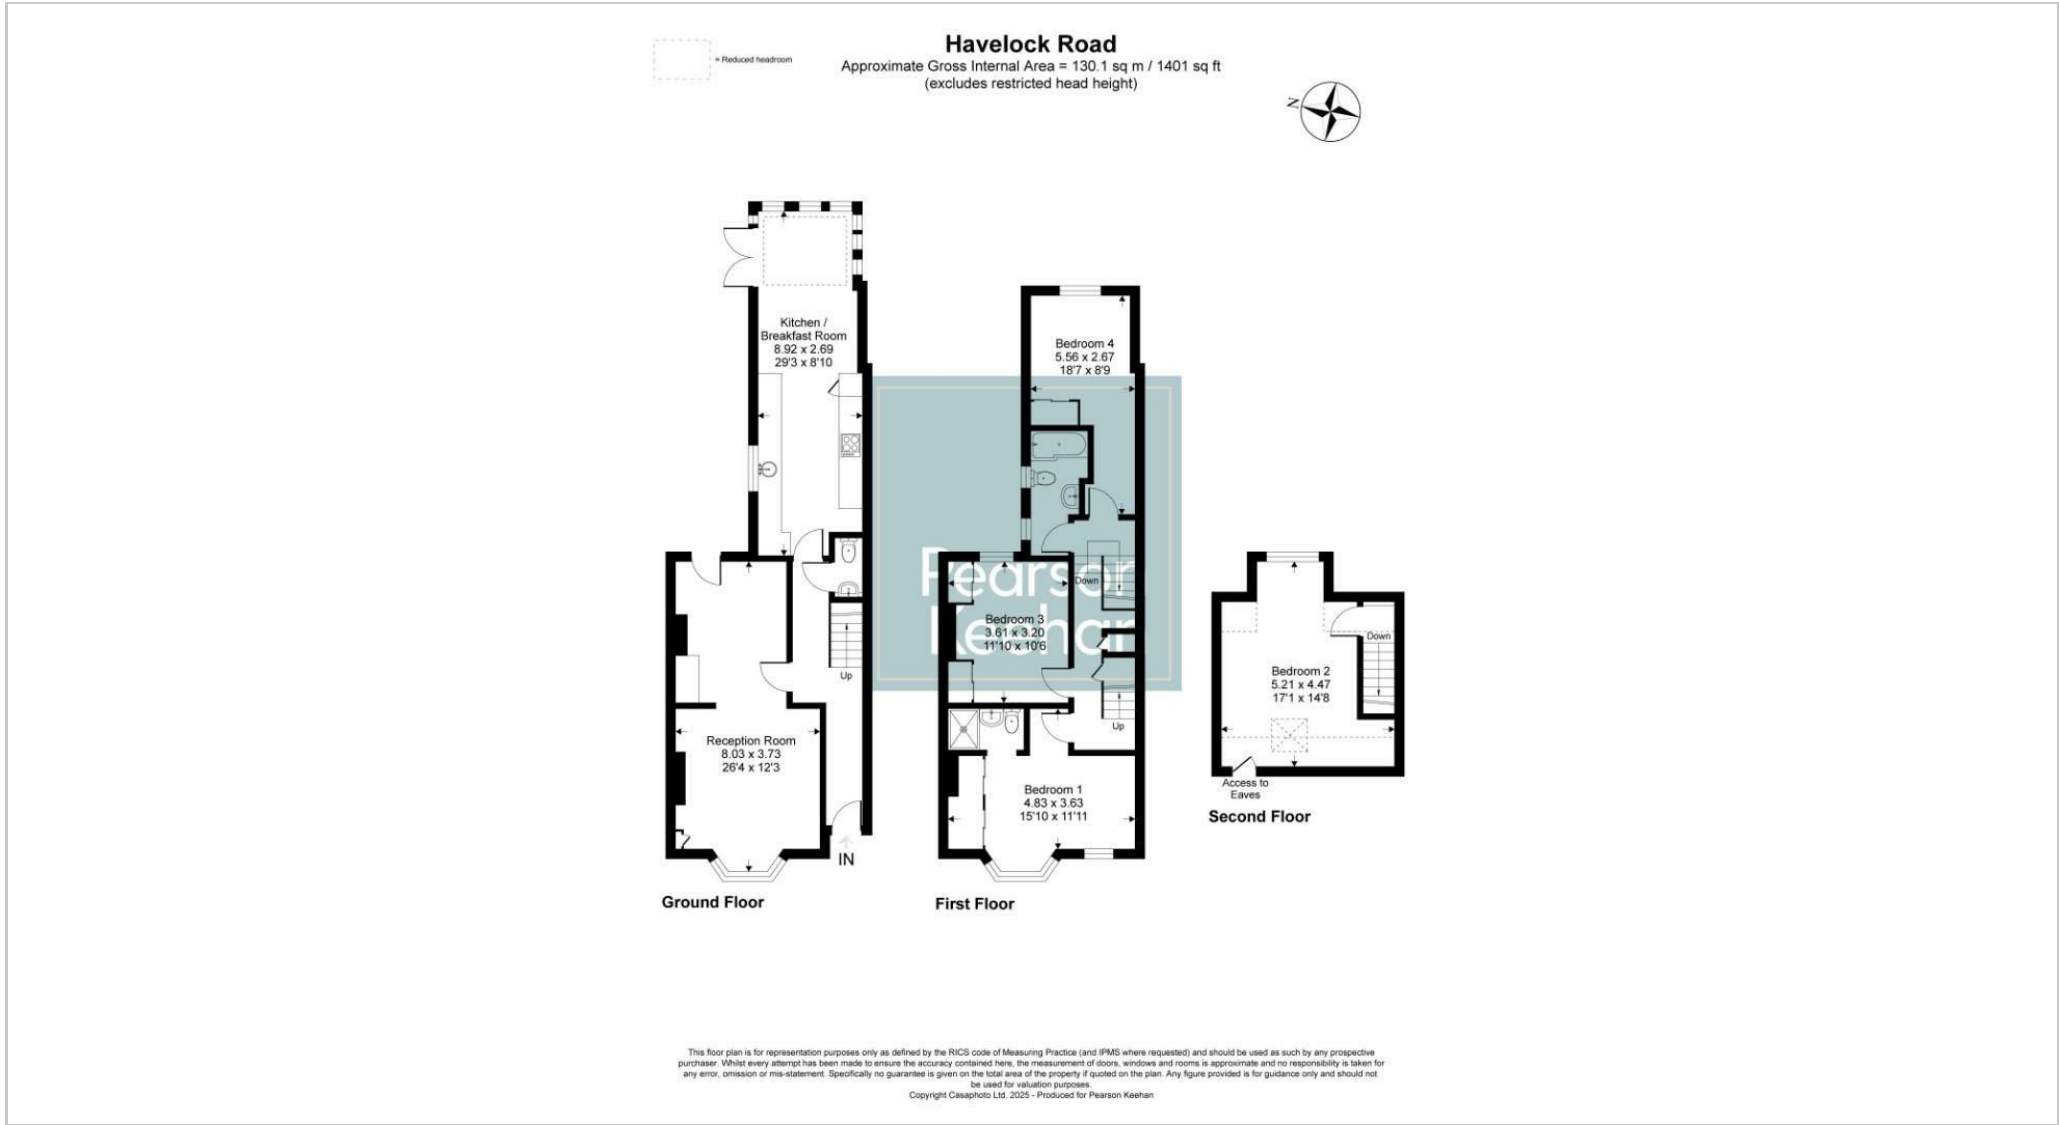 Havelock Road
Approximate Gross Internal Area = 130.1 sq m / 1401 sq ft
(excludes restricted head height)
= Reduced headroom
N
Kitchen /
Breakfast Room
8.92 x 2.69
29'3 x 8'10
Up
Reception Room
8.03 x 3.73
26'4 x 12'3
IN
Ground Floor
Bedroom 4
5.56 x 2.67
18'7 x 8'9
Pearson
Keehan
Down
Bedroom 3
3.61 x 3.20
11'10 x 10'6
Up
Bedroom 1
4.83 x 3.63
15'10 x 11'11
First Floor
Down
Bedroom 2
5.21 x 4.47
17'1 x 14'8
Access to
Eaves
Second Floor
This floor plan is for representation purposes only as defined by the RICS code of Measuring Practice (and IPMS where requested) and should be used as such by any prospective
purchaser. Whilst every attempt has been made to ensure the accuracy contained here, the measurement of doors, windows and rooms is approximate and no responsibility is taken for
any error, omission or mis-statement. Specifically no guarantee is given on the total area of the property if quoted on the plan. Any figure provided is for guidance only and should not
be used for valuation purposes.
Copyright Casaphoto Ltd. 2025 - Produced for Pearson Keehan